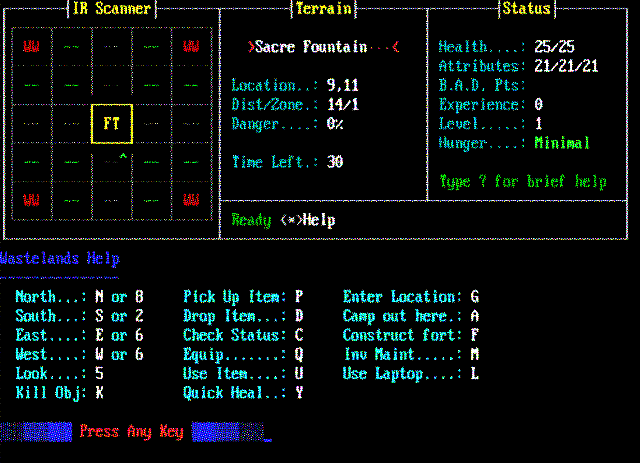 IR Scanner
Terrain
Status
WW -- -- -- WW
>Sacre Fountain···<
Health....: 25/25
Attributes: 21/21/21
-- -- -- -- --
Location..: 9,11
B.A.D. Pts:
Dist/Zone.: 14/1
Experience: 0
-- -- FT -- --
Danger....: 0%
Level.....: 1
Hunger....: Minimal
-- -- ^ -- --
Time Left.: 30
Type ? for brief help
WW -- -- -- WW
Ready <*>Help
Wastelands Help
North...: N or 8 Pick Up Item: P Enter Location: G
South...: S or 2 Drop Item...: D Camp out here.: A
East....: E or 6 Check Status: C Construct fort: F
West....: W or 6 Equip.......: Q Inv Maint.....: M
Look....: 5 Use Item....: U Use Laptop....: L
Kill Obj: K Quick Heal..: Y
Press Any Key